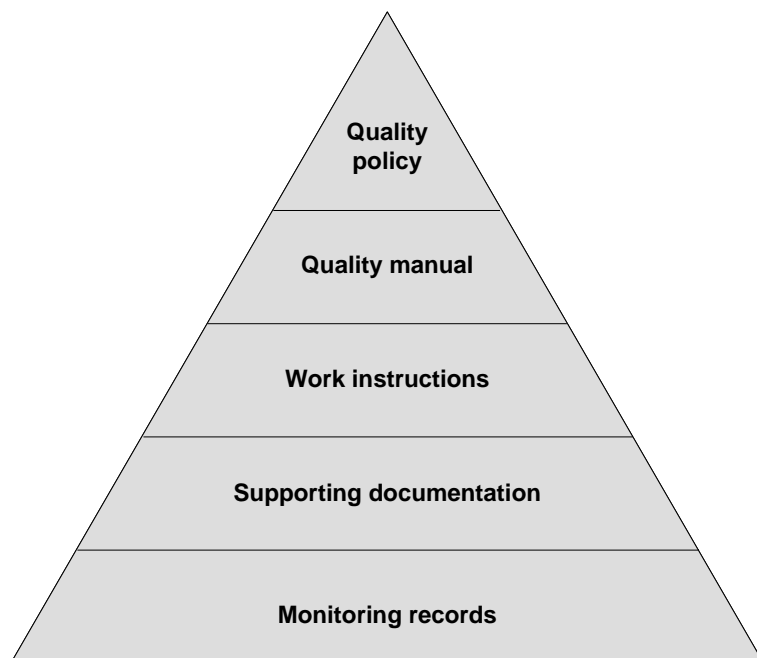 Quality
policy
Quality manual
Work instructions
Supporting documentation
Monitoring records